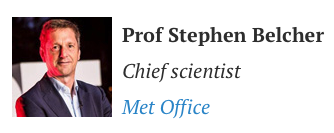 Prof Stephen Belcher
Chief scientist
Met Office